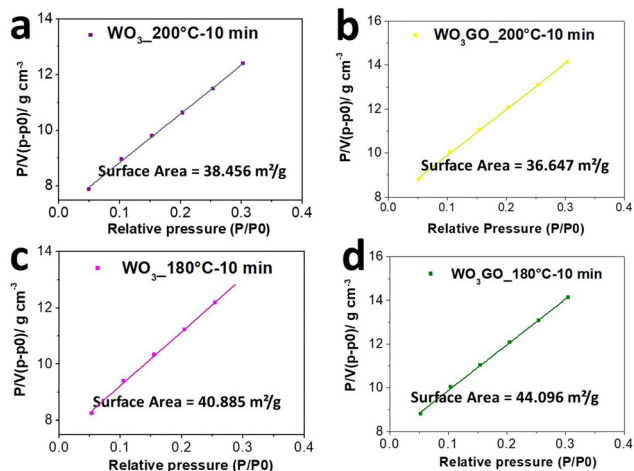 a
WO₃_200°C-10 min
P/V(p-p0)/ g cm⁻³
14
12
10
8
Surface Area = 38.456 m²/g
0.0 0.1 0.2 0.3 0.4
Relative pressure (P/P0)
b
WO₃GO_200°C-10 min
P/V(p-p0)/ g cm⁻³
16
14
12
10
8
Surface Area = 36.647 m²/g
0.0 0.1 0.2 0.3 0.4
Relative Pressure (P/P0)
c
WO₃_180°C-10 min
P/V(p-p0)/ g cm⁻³
14
12
10
8
Surface Area = 40.885 m²/g
0.0 0.1 0.2 0.3 0.4
Relative pressure (P/P0)
d
WO₃GO_180°C-10 min
P/V(p-p0)/ g cm⁻³
16
14
12
10
8
Surface Area = 44.096 m²/g
0.0 0.1 0.2 0.3 0.4
Relative pressure (P/P0)